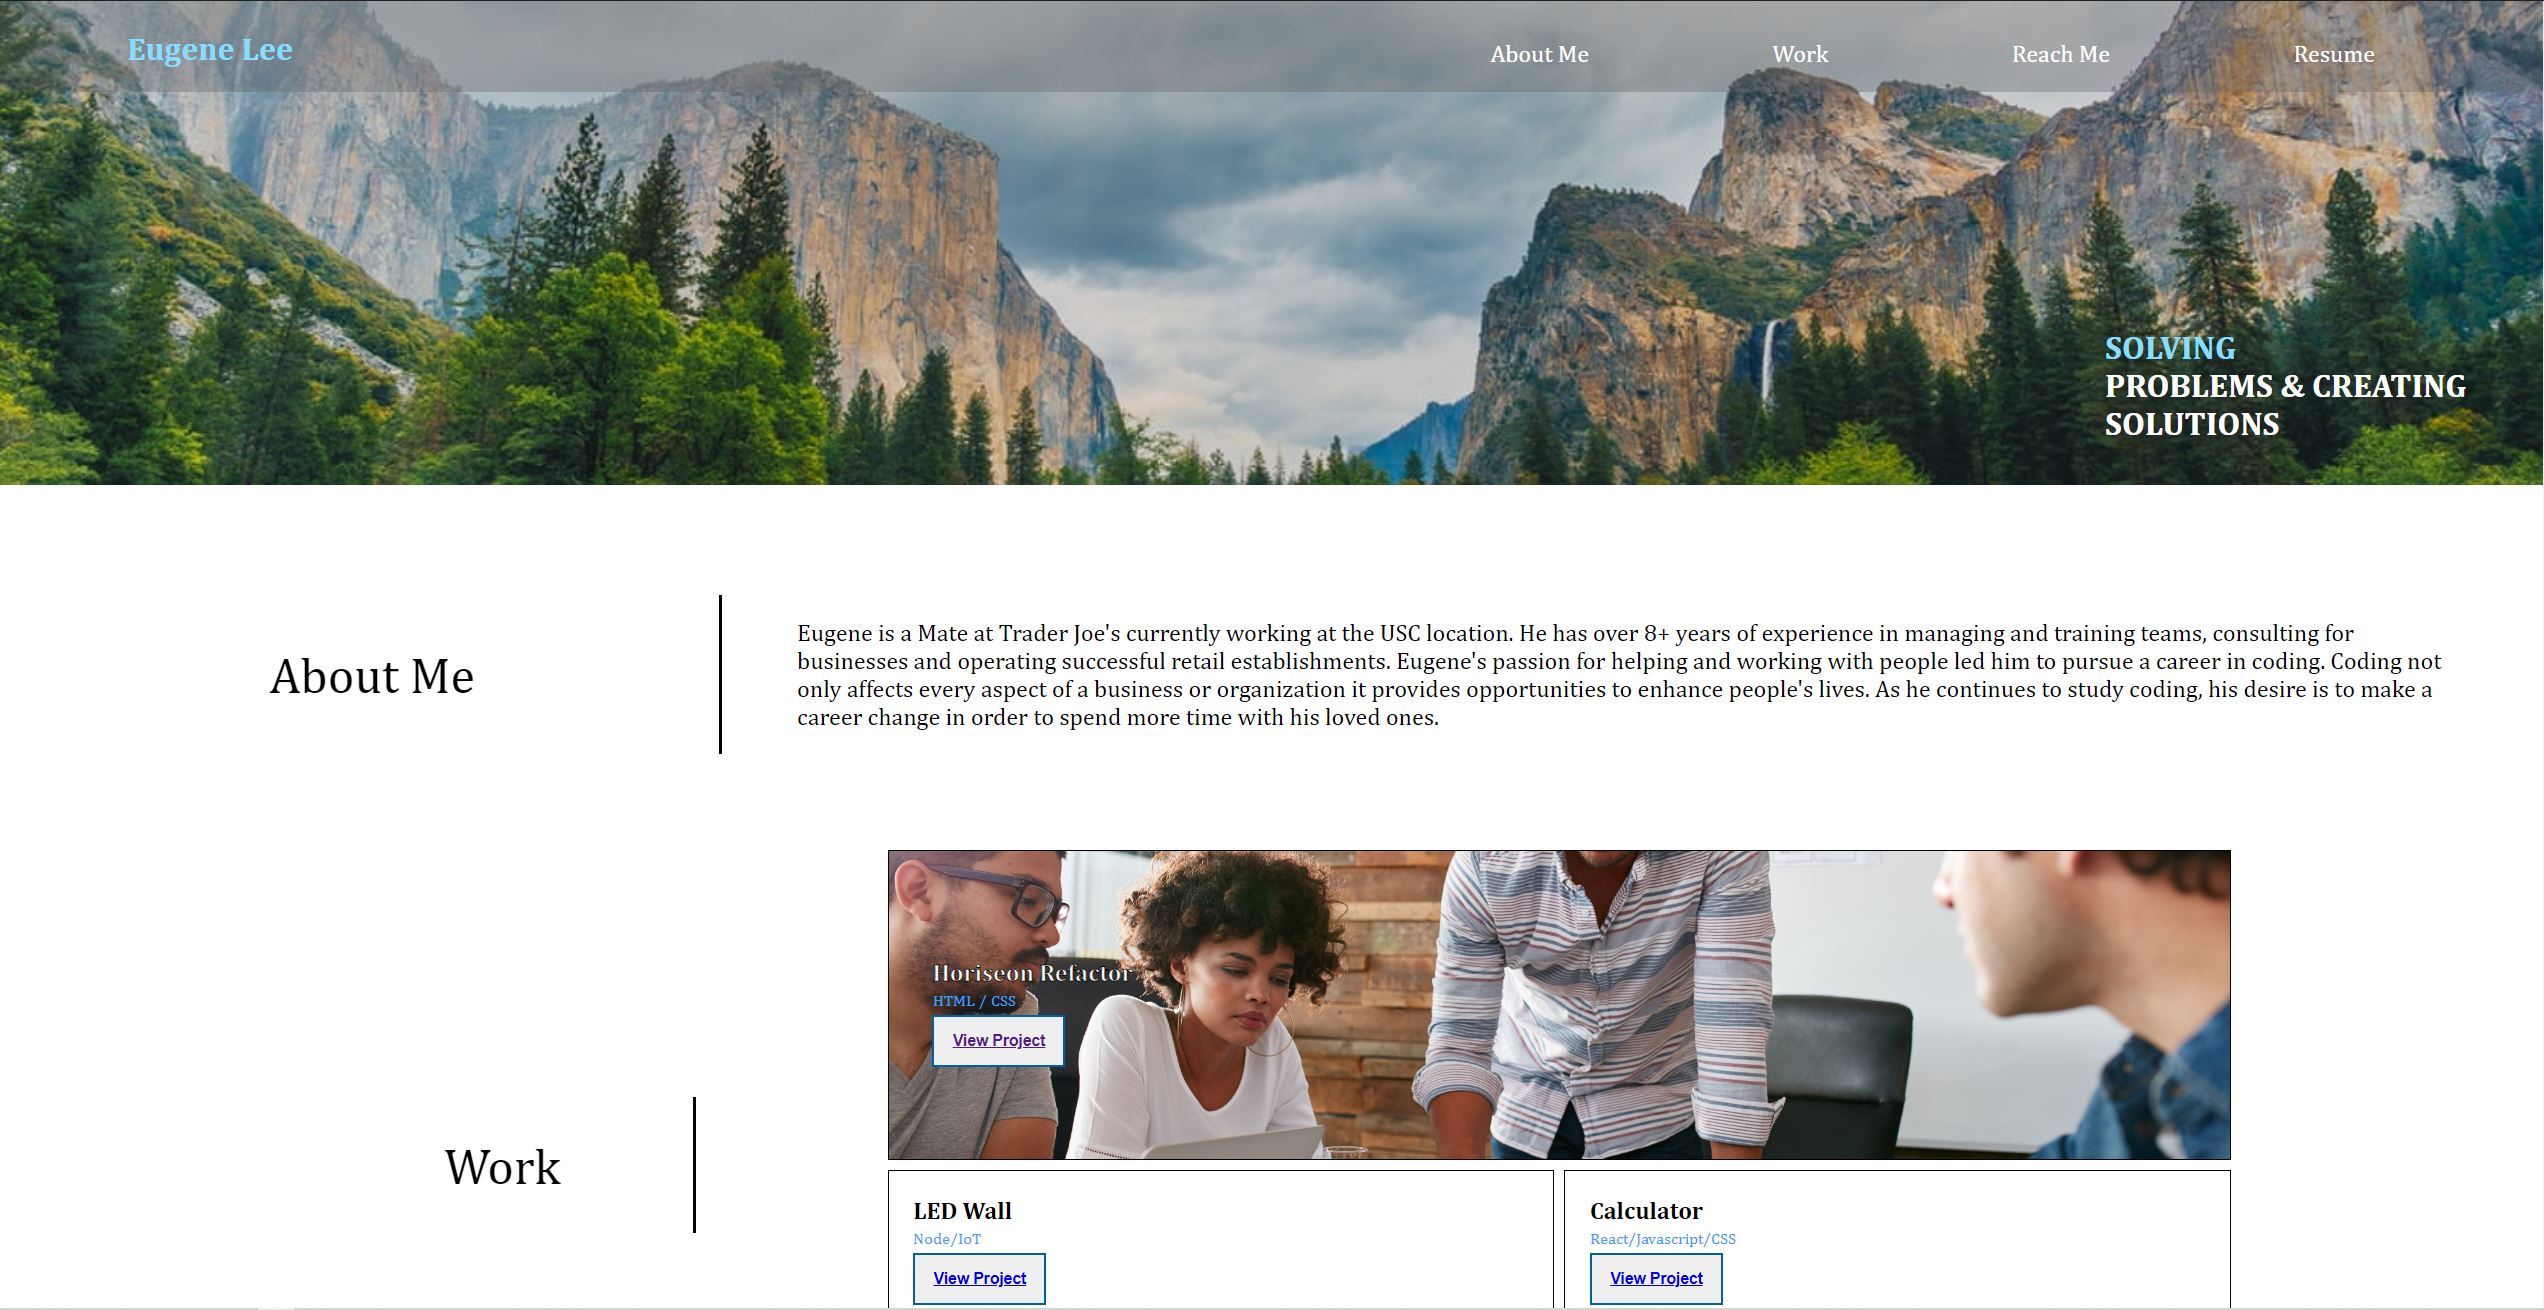 Eugene Lee
About Me
Work
Reach Me
Resume
SOLVING
PROBLEMS & CREATING
SOLUTIONS
About Me
Eugene is a Mate at Trader Joe's currently working at the USC location. He has over 8+ years of experience in managing and training teams, consulting for
businesses and operating successful retail establishments. Eugene's passion for helping and working with people led him to pursue a career in coding. Coding not
only affects every aspect of a business or organization it provides opportunities to enhance people's lives. As he continues to study coding, his desire is to make a
career change in order to spend more time with his loved ones.
Work
Horiseon Refactor
HTML / CSS
View Project
LED Wall
Node/IoT
View Project
Calculator
React/Javascript/CSS
View Project